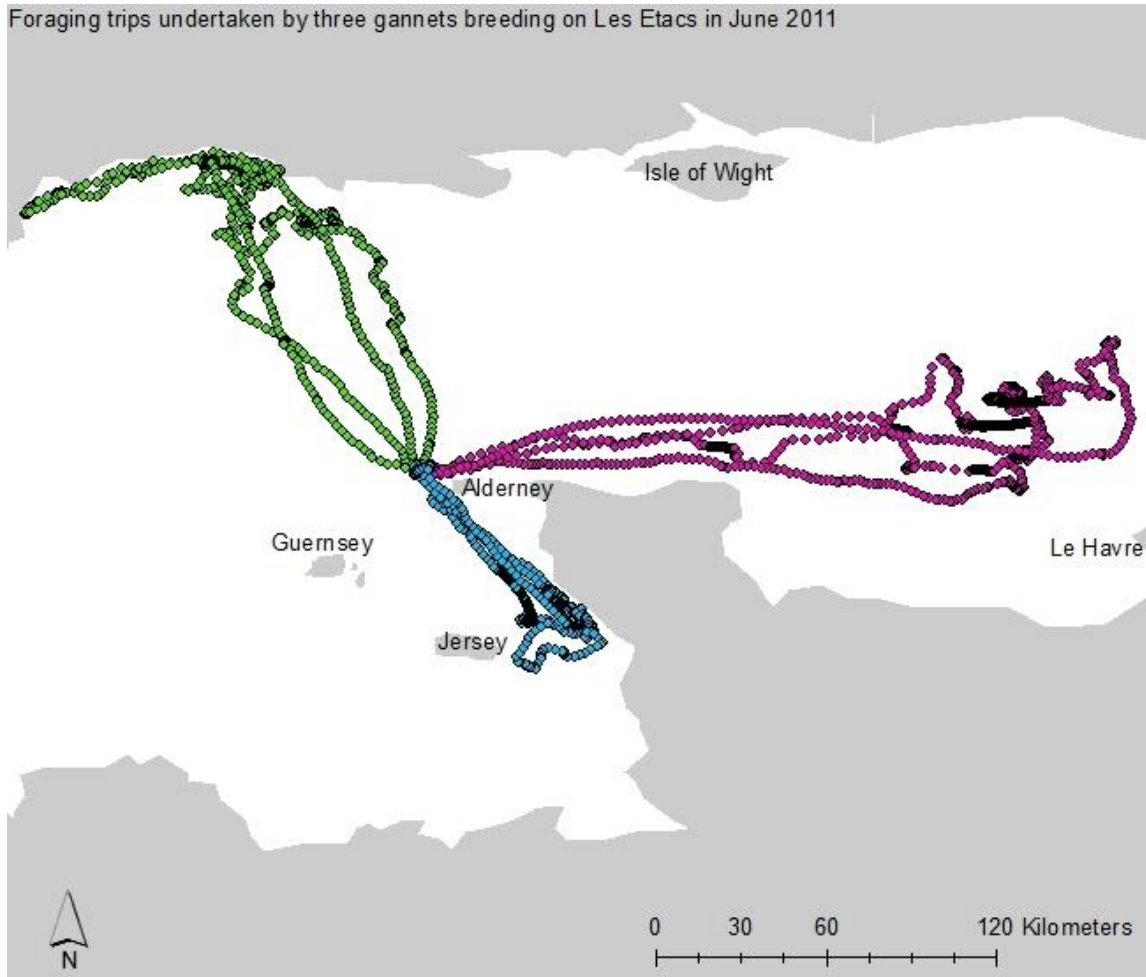 Foraging trips undertaken by three gannets breeding on Les Etacs in June 2011
Isle of Wight
Alderney
Guernsey
Le Havre
Jersey
0 30 60 120 Kilometers
N